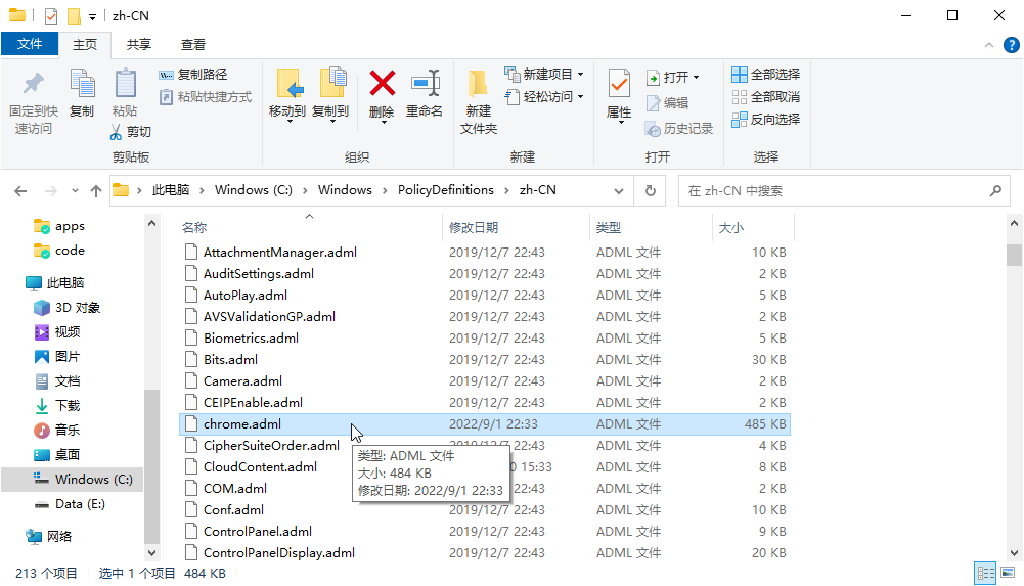 zh-CN
文件 主页 共享 查看
固定到快速访问
复制
粘贴
复制路径
粘贴快捷方式
剪切
移动到 复制到 删除 重命名
新建文件夹
新建项目
轻松访问
属性
打开
编辑
历史记录
全部选择
全部取消
反向选择
剪贴板 组织 新建 打开 选择
此电脑 > Windows (C:) > Windows > PolicyDefinitions > zh-CN
在 zh-CN 中搜索
apps
code
此电脑
3D 对象
视频
图片
文档
下载
音乐
桌面
Windows (C:)
Data (E:)
网络
名称 修改日期 类型 大小
AttachmentManager.adml 2019/12/7 22:43 ADML 文件 10 KB
AuditSettings.adml 2019/12/7 22:43 ADML 文件 2 KB
AutoPlay.adml 2019/12/7 22:43 ADML 文件 5 KB
AVSValidationGP.adml 2019/12/7 22:43 ADML 文件 2 KB
Biometrics.adml 2019/12/7 22:43 ADML 文件 5 KB
Bits.adml 2019/12/7 22:43 ADML 文件 30 KB
Camera.adml 2019/12/7 22:43 ADML 文件 2 KB
CEIPEnable.adml 2019/12/7 22:43 ADML 文件 2 KB
chrome.adml 2022/9/1 22:33 ADML 文件 485 KB
CipherSuiteOrder.adml 2019/12/7 22:43 ADML 文件 4 KB
CloudContent.adml 0 15:33 ADML 文件 8 KB
COM.adml 2019/12/7 22:43 ADML 文件 2 KB
Conf.adml 2019/12/7 22:43 ADML 文件 10 KB
ControlPanel.adml 2019/12/7 22:43 ADML 文件 9 KB
ControlPanelDisplay.adml 2019/12/7 22:43 ADML 文件 20 KB
类型: ADML 文件
大小: 484 KB
修改日期: 2022/9/1 22:33
213 个项目 选中 1 个项目 484 KB